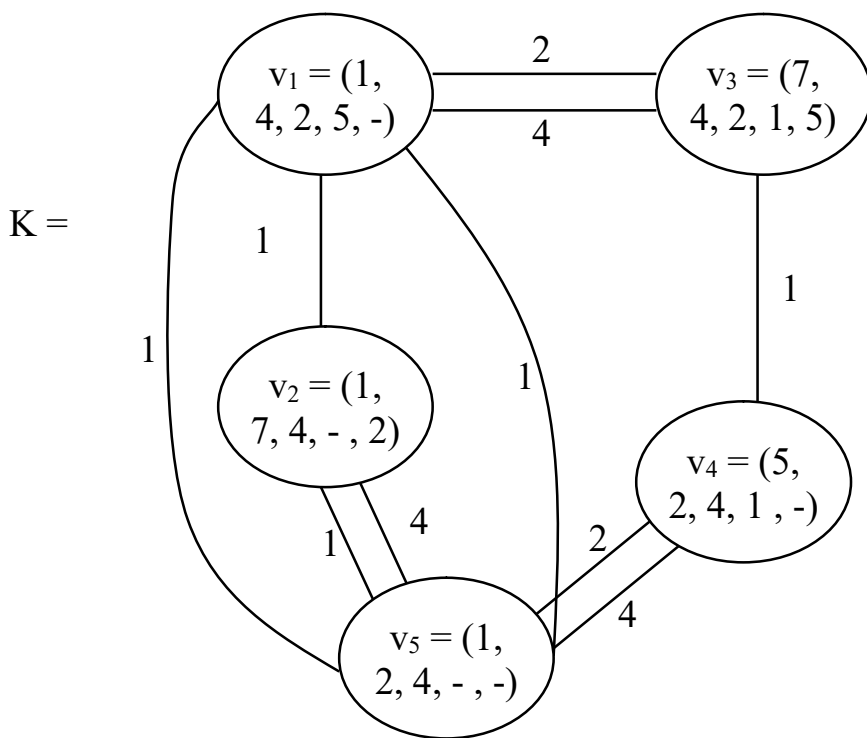 2
v₁ = (1,
4, 2, 5, -)
v₃ = (7,
4, 2, 1, 5)
4
K =
1
1
1
1
v₂ = (1,
7, 4, - , 2)
v₄ = (5,
2, 4, 1 , -)
4
1
2
4
v₅ = (1,
2, 4, - , -)